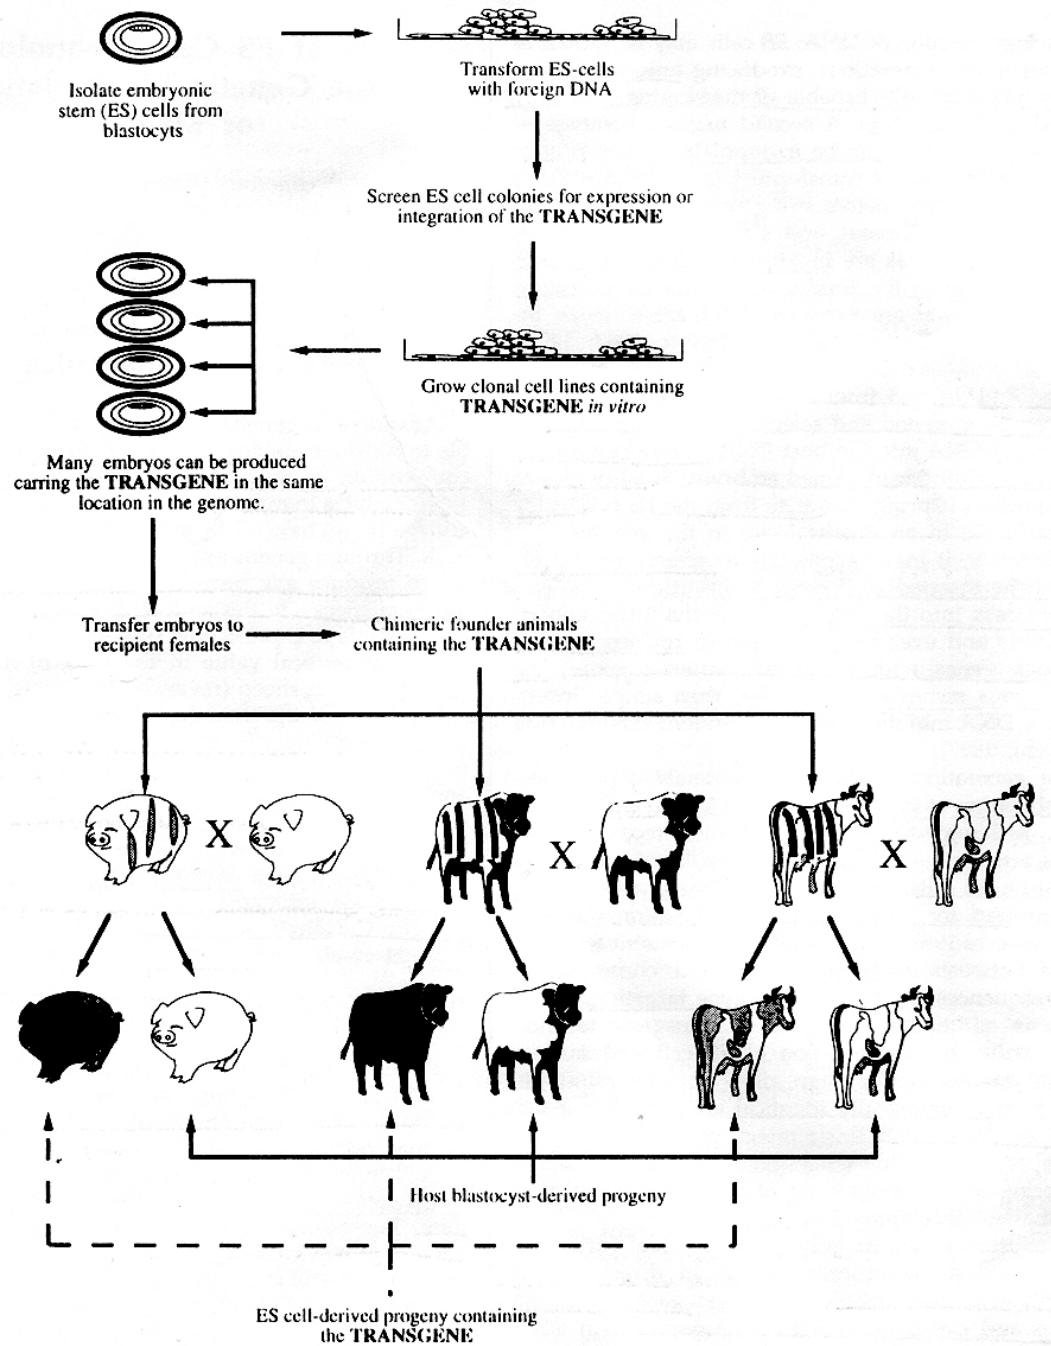 Isolate embryonic
stem (ES) cells from
blastocyts
Transform ES-cells
with foreign DNA
Screen ES cell colonies for expression or
integration of the TRANSGENE
Grow clonal cell lines containing
TRANSGENE in vitro
Many embryos can be produced
carring the TRANSGENE in the same
location in the genome.
Transfer embryos to
recipient females
Chimeric founder animals
containing the TRANSGENE
X
X
X
Host blastocyst-derived progeny
ES cell-derived progeny containing
the TRANSGENE